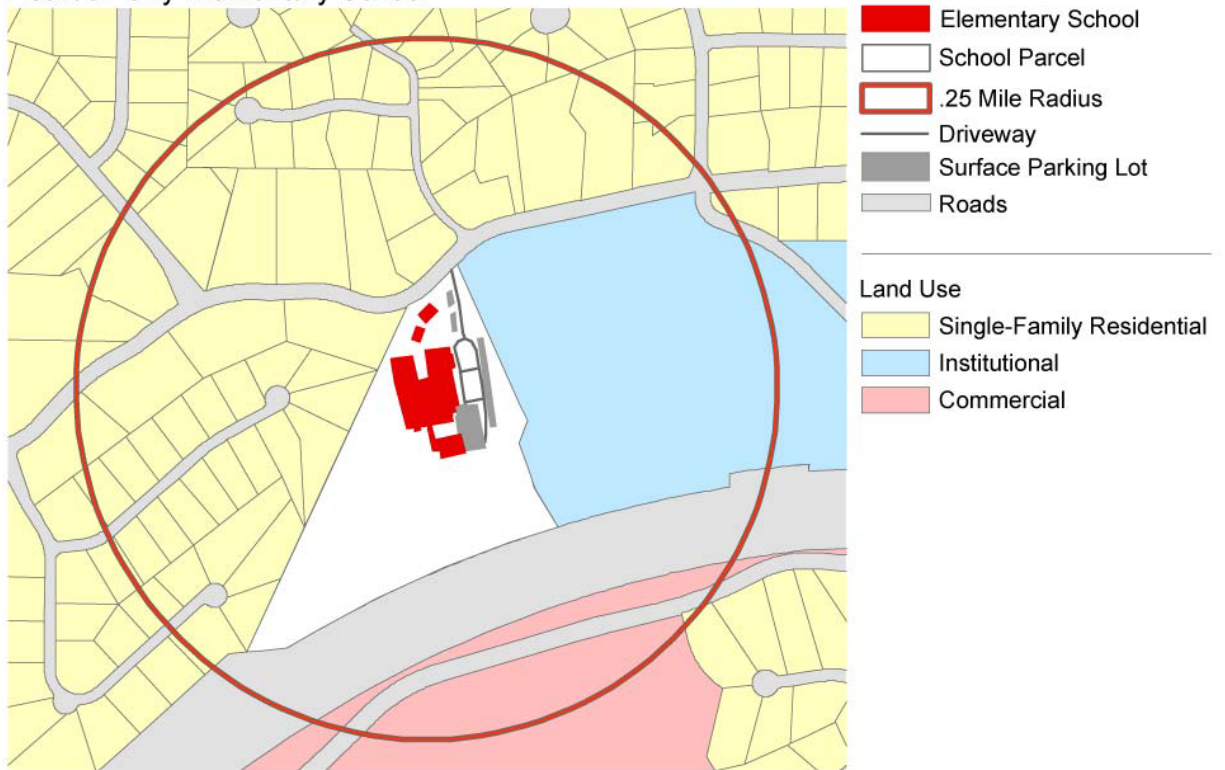 Elementary School
School Parcel
.25 Mile Radius
Driveway
Surface Parking Lot
Roads
Land Use
Single-Family Residential
Institutional
Commercial